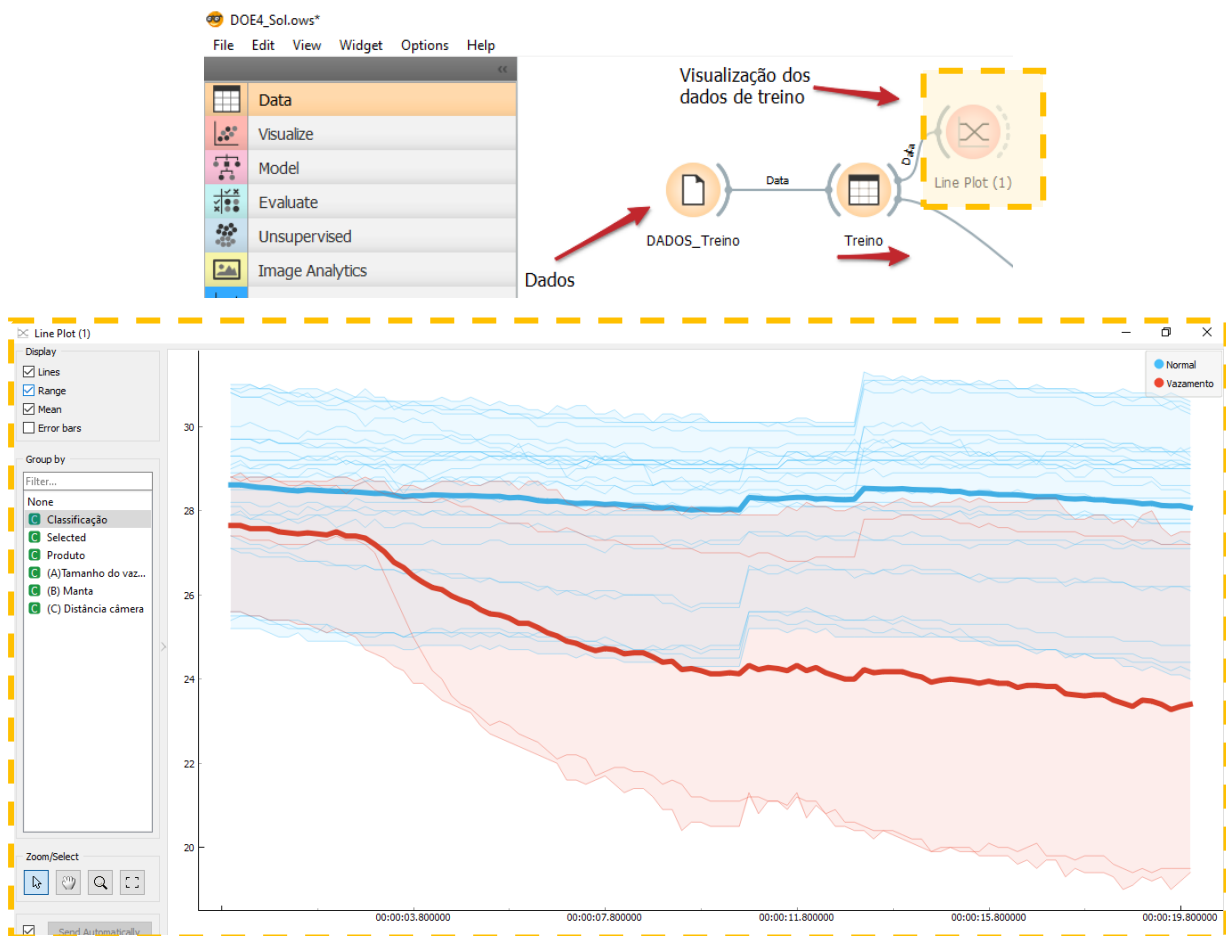 DOE4_Sol.ows*
File Edit View Widget Options Help
Data
Visualize
Model
Evaluate
Unsupervised
Image Analytics
Visualização dos
dados de treino
Data
Data
Line Plot (1)
DADOS_Treino
Treino
Dados
Line Plot (1)
Display
Lines
Range
Mean
Error bars
Group by
Filter...
None
C Classificação
C Selected
C Produto
C (A)Tamanho do vaz...
C (B) Manta
C (C) Distância câmera
Zoom/Select
Send Automatically
Normal
Vazamento
30
28
26
24
22
20
00:00:03.800000 00:00:07.800000 00:00:11.800000 00:00:15.800000 00:00:19.800000